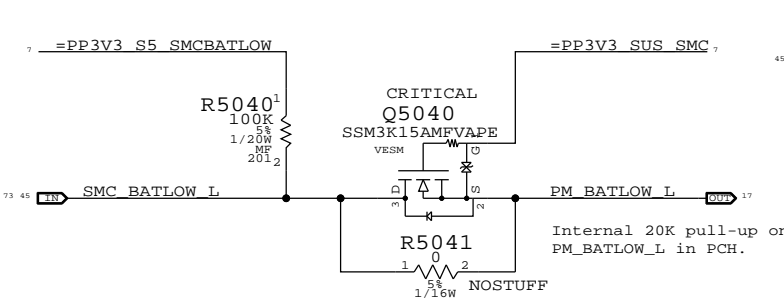 7 =PP3V3_S5_SMCBATLOW
=PP3V3_SUS_SMC 7
45
CRITICAL
Q5040
SSM3K15AMFVAPE
VESM
R5040 1
100K
5%
1/20W
MF
201 2
G 1
D 3
S 2
73 45 IN SMC_BATLOW_L
PM_BATLOW_L OUT 17
R5041
0
1 2
5%
1/16W
NOSTUFF
Internal 20K pull-up on
PM_BATLOW_L in PCH.